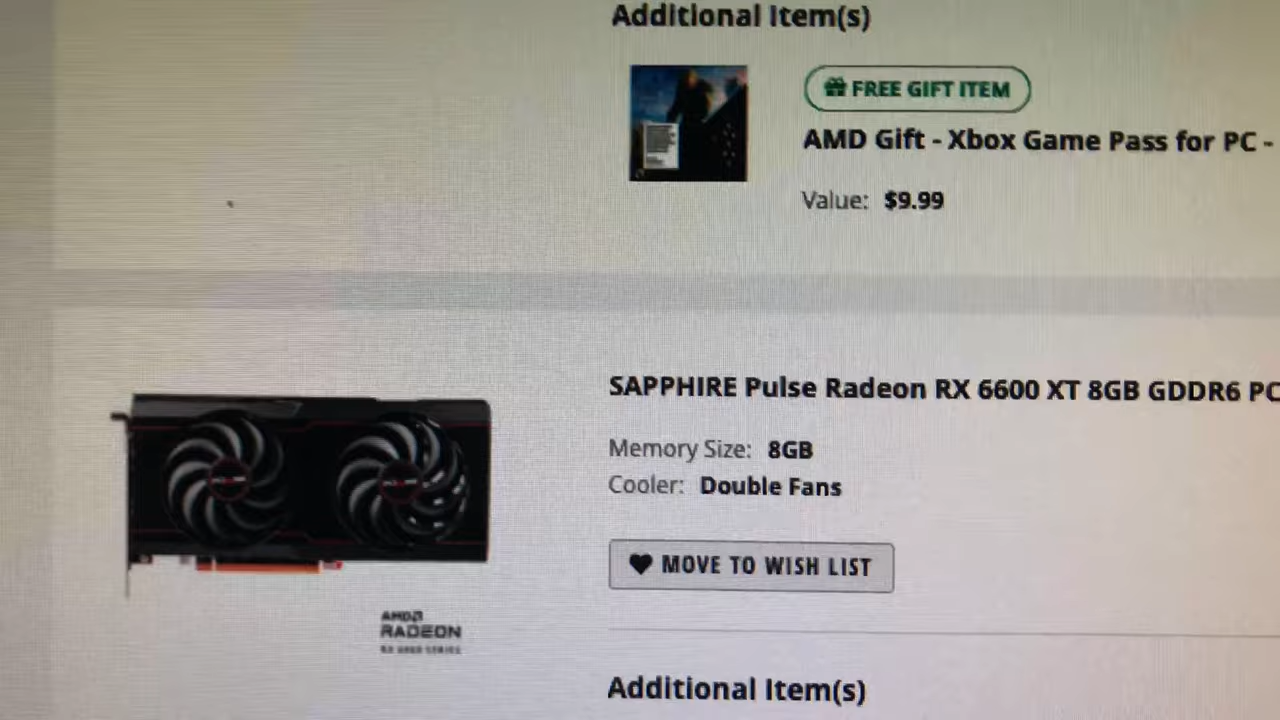 Additional Item(s)
FREE GIFT ITEM
AMD Gift - Xbox Game Pass for PC -
Value: $9.99
SAPPHIRE Pulse Radeon RX 6600 XT 8GB GDDR6 PC
Memory Size: 8GB
Cooler: Double Fans
MOVE TO WISH LIST
AMD
RADEON
Additional Item(s)